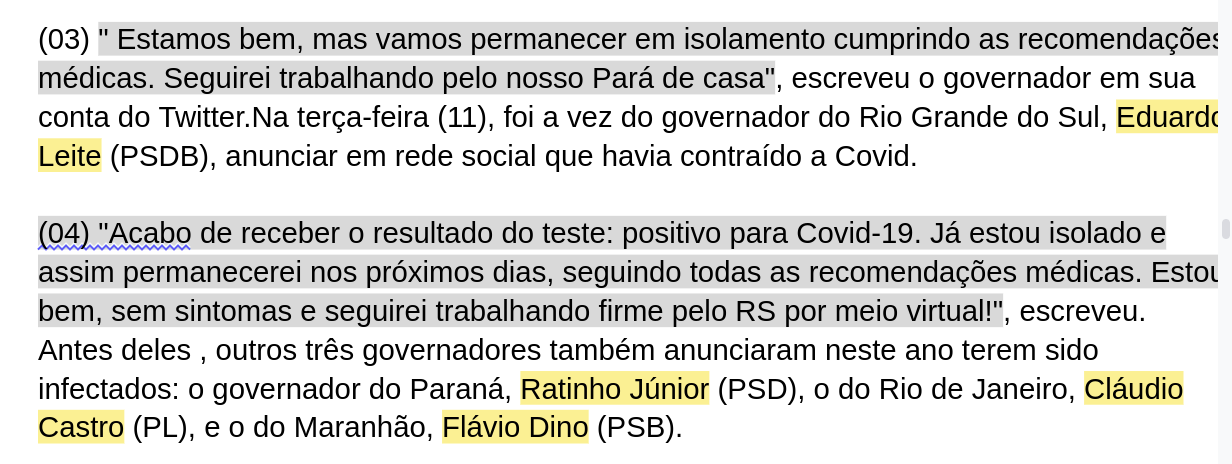 (03) " Estamos bem, mas vamos permanecer em isolamento cumprindo as recomendações
médicas. Seguirei trabalhando pelo nosso Pará de casa", escreveu o governador em sua
conta do Twitter.Na terça-feira (11), foi a vez do governador do Rio Grande do Sul, Eduardo
Leite (PSDB), anunciar em rede social que havia contraído a Covid.
(04) "Acabo de receber o resultado do teste: positivo para Covid-19. Já estou isolado e
assim permanecerei nos próximos dias, seguindo todas as recomendações médicas. Estou
bem, sem sintomas e seguirei trabalhando firme pelo RS por meio virtual!", escreveu.
Antes deles , outros três governadores também anunciaram neste ano terem sido
infectados: o governador do Paraná, Ratinho Júnior (PSD), o do Rio de Janeiro, Cláudio
Castro (PL), e o do Maranhão, Flávio Dino (PSB).